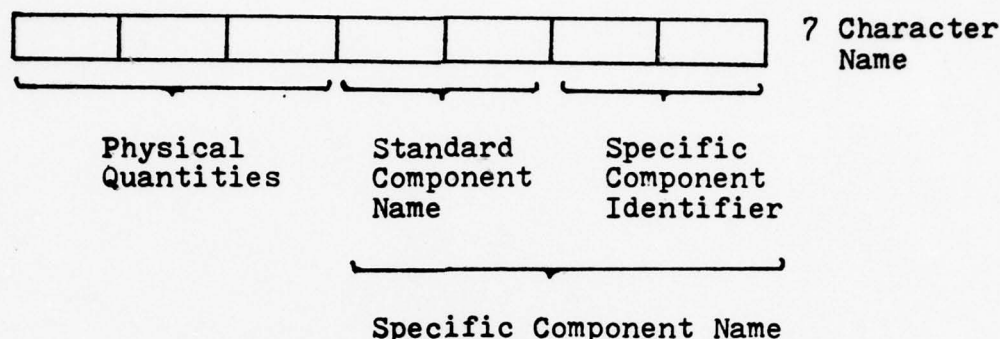 7 Character
Name
Physical
Quantities
Standard
Component
Name
Specific
Component
Identifier
Specific Component Name